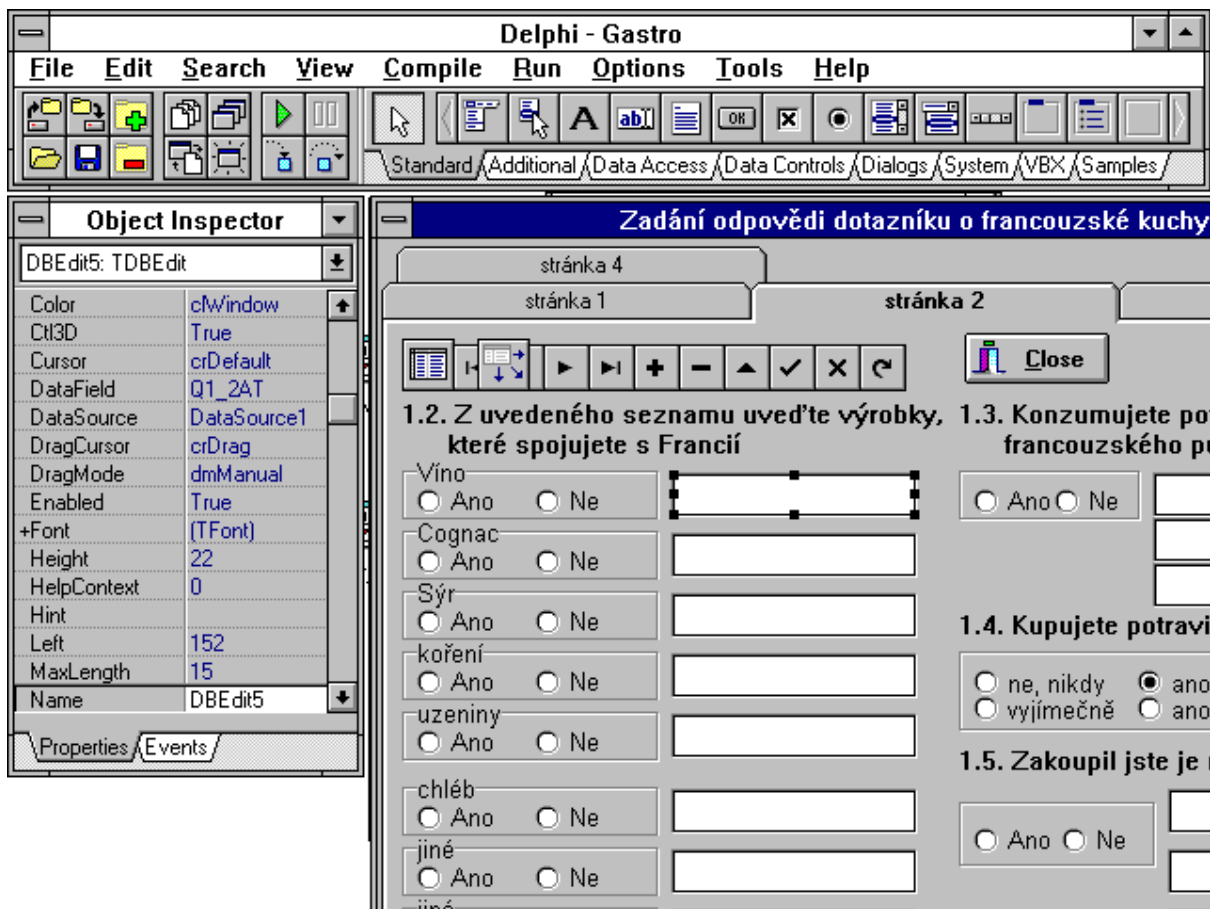 Delphi - Gastro
File Edit Search View Compile Run Options Tools Help
A ab OK
Standard Additional Data Access Data Controls Dialogs System VBX Samples
Object Inspector
DBEdit5: TDBEdit
Color clWindow
Ctl3D True
Cursor crDefault
DataField Q1_2AT
DataSource DataSource1
DragCursor crDrag
DragMode dmManual
Enabled True
+Font (TFont)
Height 22
HelpContext 0
Hint
Left 152
MaxLength 15
Name DBEdit5
Properties Events
Zadání odpovědi dotazníku o francouzské kuchy
stránka 4
stránka 1 stránka 2
Close
1.2. Z uvedeného seznamu uveďte výrobky,
které spojujete s Francií
Víno
Ano Ne
Cognac
Ano Ne
Sýr
Ano Ne
koření
Ano Ne
uzeniny
Ano Ne
chléb
Ano Ne
jiné
Ano Ne
jiné
1.3. Konzumujete po
francouzského p
Ano Ne
1.4. Kupujete potravi
ne, nikdy ano
vyjímečně ano
1.5. Zakoupil jste je
Ano Ne